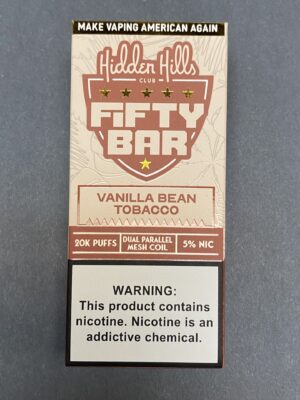 MAKE VAPING AMERICAN AGAIN
Hidden Hills
CLUB
FiFTY
BAR
VANILLA BEAN
TOBACCO
20K PUFFS
DUAL PARALLEL
MESH COIL
5% NIC
WARNING:
This product contains
nicotine. Nicotine is an
addictive chemical.